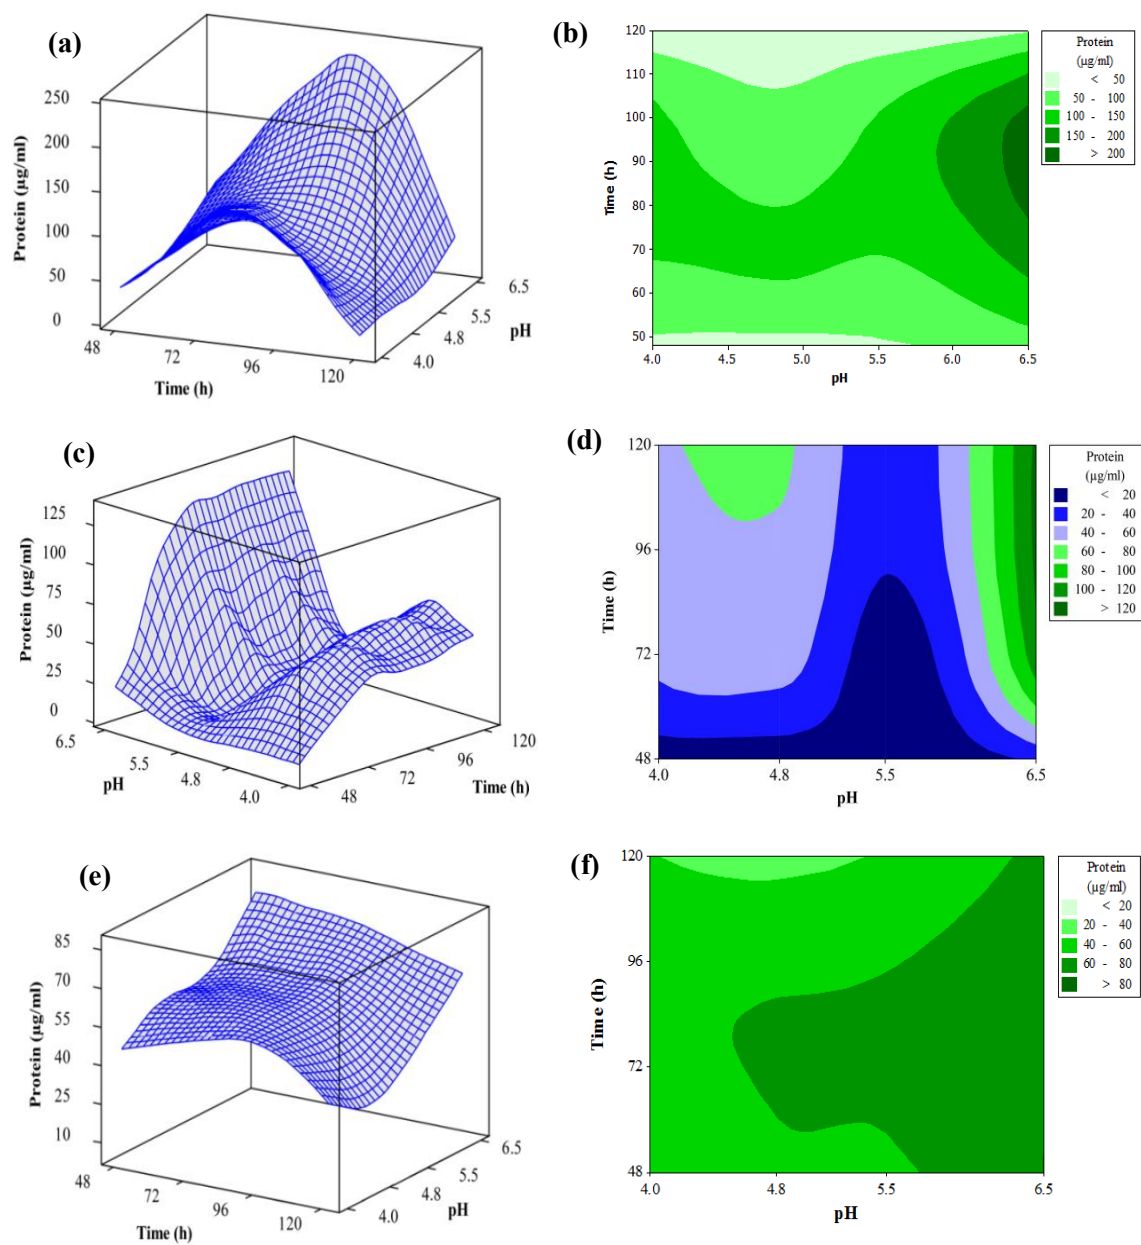 (a)
250
200
150
100
50
0
Protein (µg/ml)
48
72
96
120
Time (h)
4.0
4.8
5.5
6.5
pH
(b)
120
110
100
90
80
70
60
50
Time (h)
4.0 4.5 5.0 5.5 6.0 6.5
pH
Protein
(µg/ml)
< 50
50 - 100
100 - 150
150 - 200
> 200
(c)
125
100
75
50
25
0
Protein (µg/ml)
6.5
5.5
4.8
4.0
pH
48
72
96
120
Time (h)
(d)
120
96
72
48
Time (h)
4.0 4.8 5.5 6.5
pH
Protein
(µg/ml)
< 20
20 - 40
40 - 60
60 - 80
80 - 100
100 - 120
> 120
(e)
85
70
55
40
25
10
Protein (µg/ml)
48
72
96
120
Time (h)
4.0
4.8
5.5
6.5
pH
(f)
120
96
72
48
Time (h)
4.0 4.8 5.5 6.5
pH
Protein
(µg/ml)
< 20
20 - 40
40 - 60
60 - 80
> 80